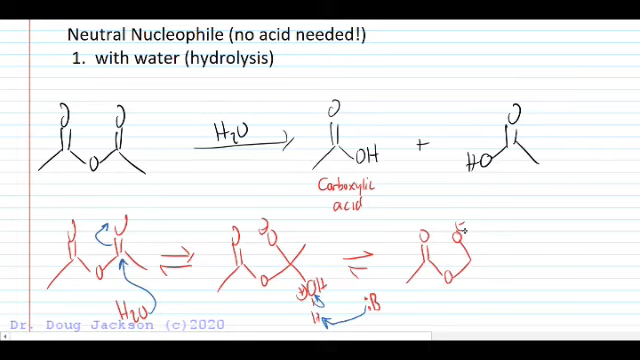 Neutral Nucleophile (no acid needed!)
1. with water (hydrolysis)
O O H₂O O O
O OH + HO
Carboxylic
acid
O O O O O O
O O O
OH
H₂O H :B
Dr. Doug Jackson (c)2020